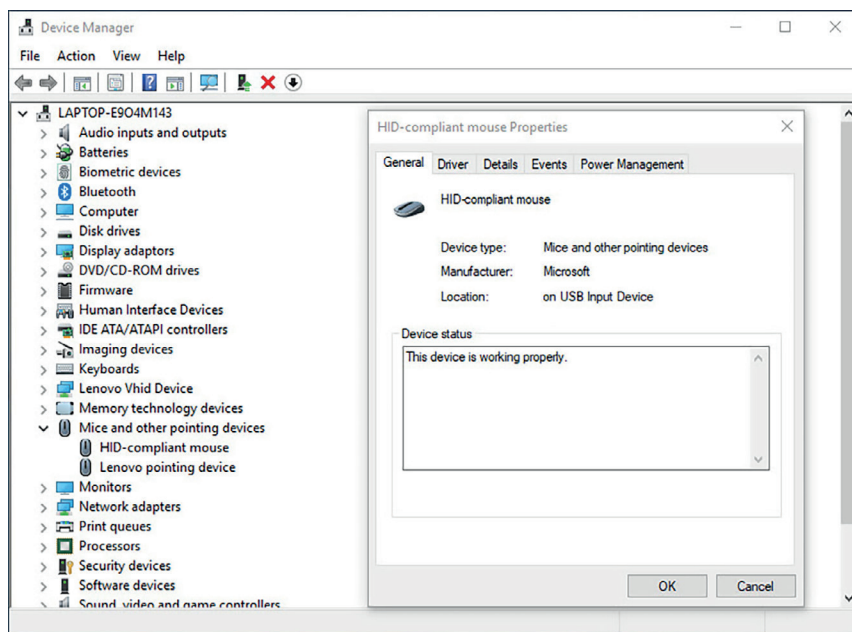 Device Manager
File Action View Help
LAPTOP-E9O4M143
Audio inputs and outputs
Batteries
Biometric devices
Bluetooth
Computer
Disk drives
Display adaptors
DVD/CD-ROM drives
Firmware
Human Interface Devices
IDE ATA/ATAPI controllers
Imaging devices
Keyboards
Lenovo Vhid Device
Memory technology devices
Mice and other pointing devices
HID-compliant mouse
Lenovo pointing device
Monitors
Network adapters
Print queues
Processors
Security devices
Software devices
Sound, video and game controllers
HID-compliant mouse Properties
General Driver Details Events Power Management
HID-compliant mouse
Device type: Mice and other pointing devices
Manufacturer: Microsoft
Location: on USB Input Device
Device status
This device is working properly.
OK Cancel